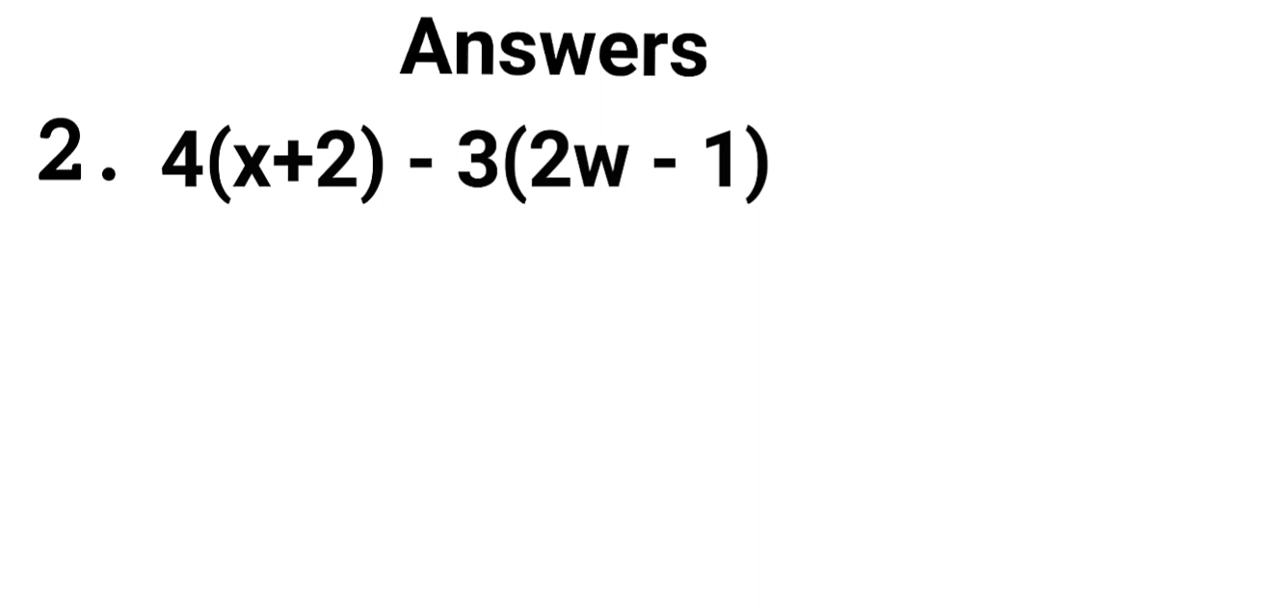 Answers
2. 4(x+2) - 3(2w - 1)